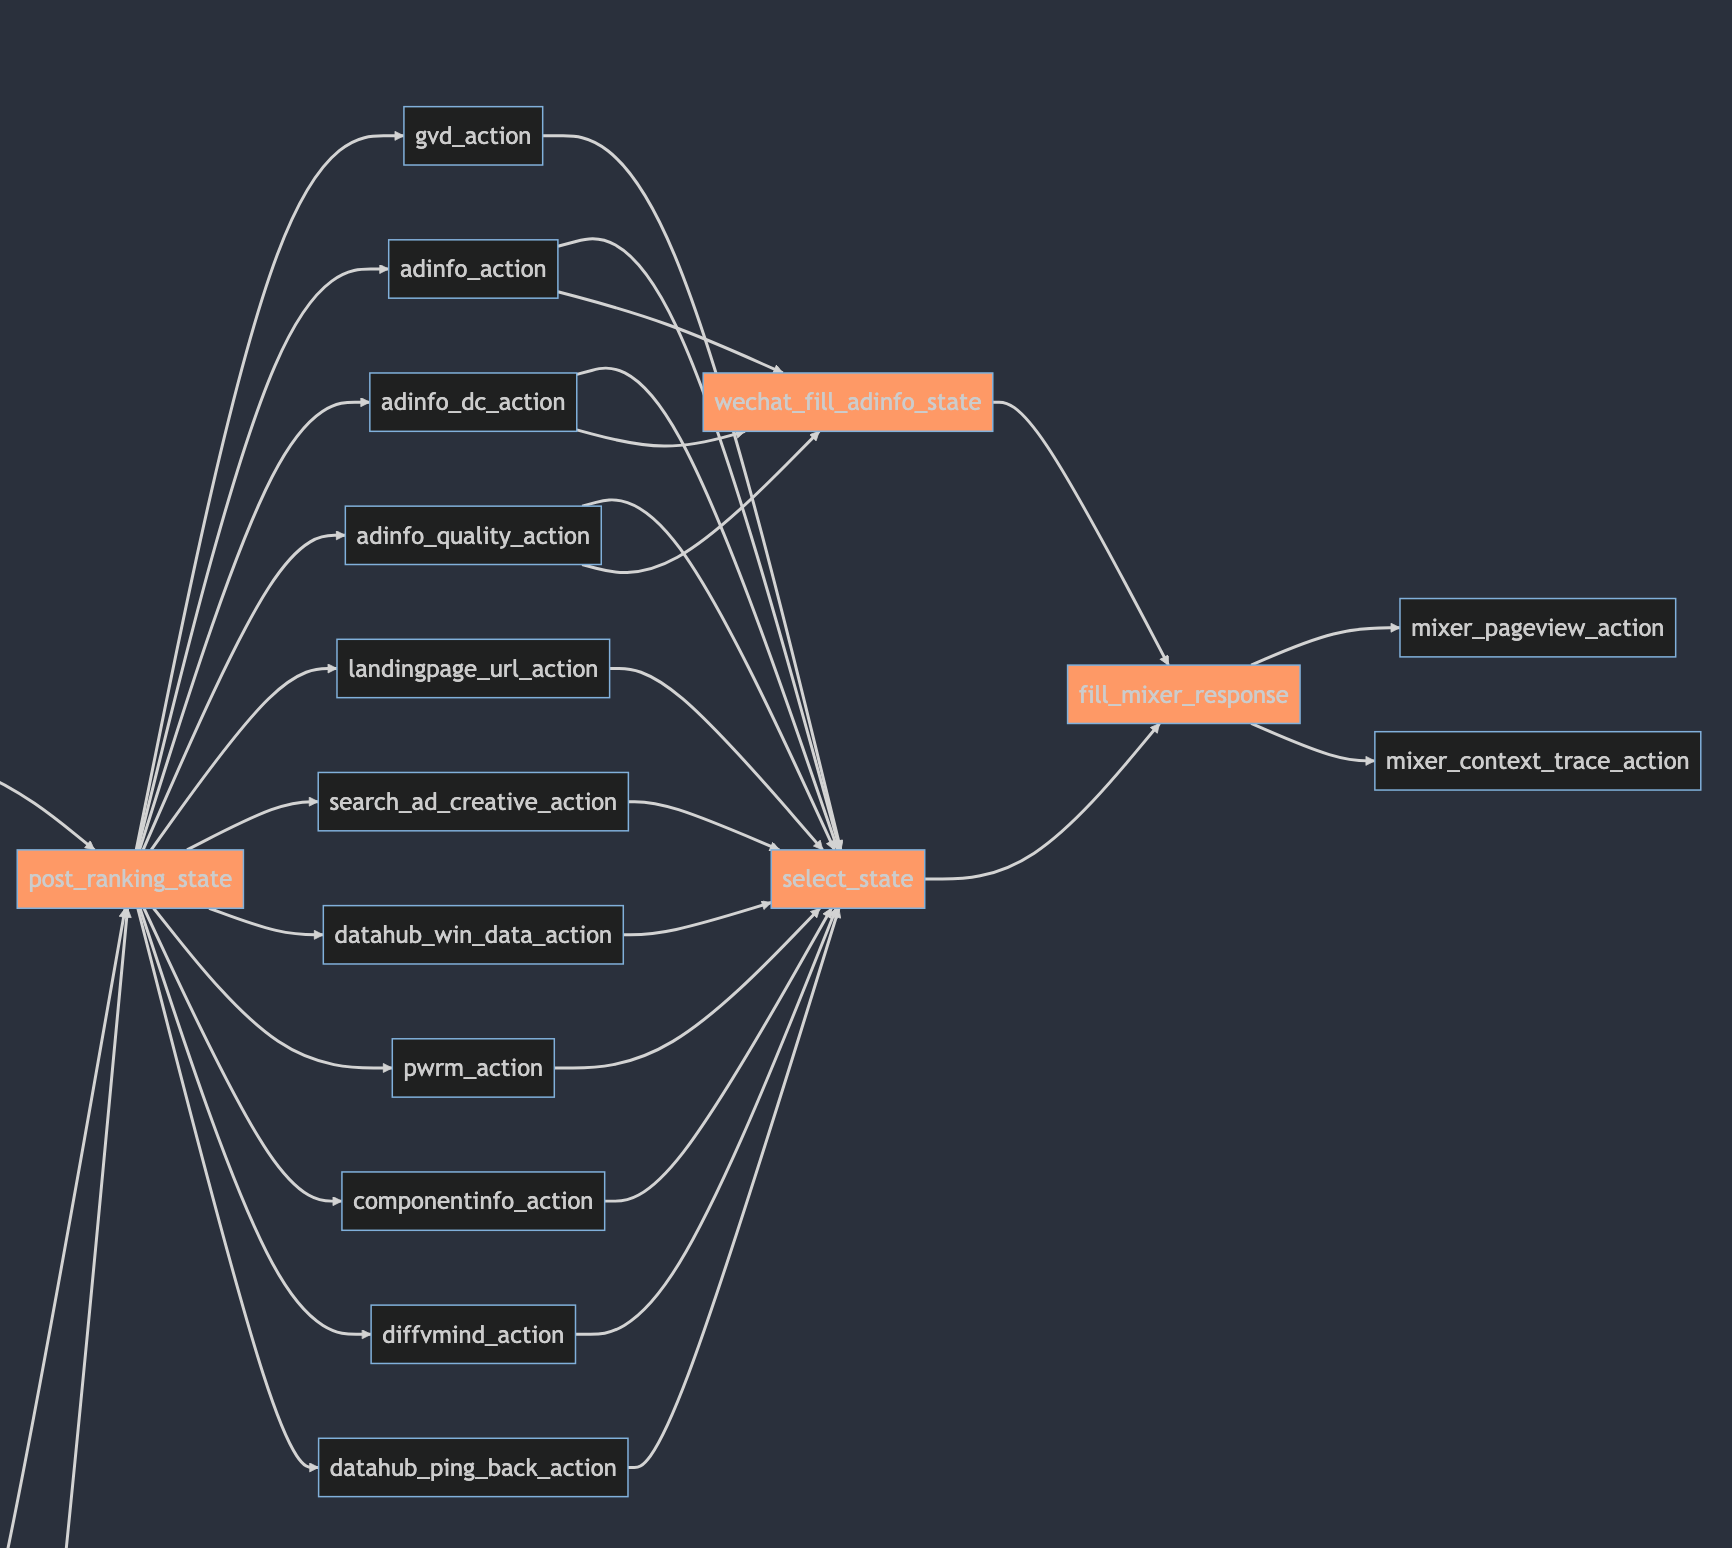 gvd_action
adinfo_action
adinfo_dc_action
wechat_fill_adinfo_state
adinfo_quality_action
landingpage_url_action
mixer_pageview_action
fill_mixer_response
mixer_context_trace_action
search_ad_creative_action
post_ranking_state
select_state
datahub_win_data_action
pwrm_action
componentinfo_action
diffvmind_action
datahub_ping_back_action